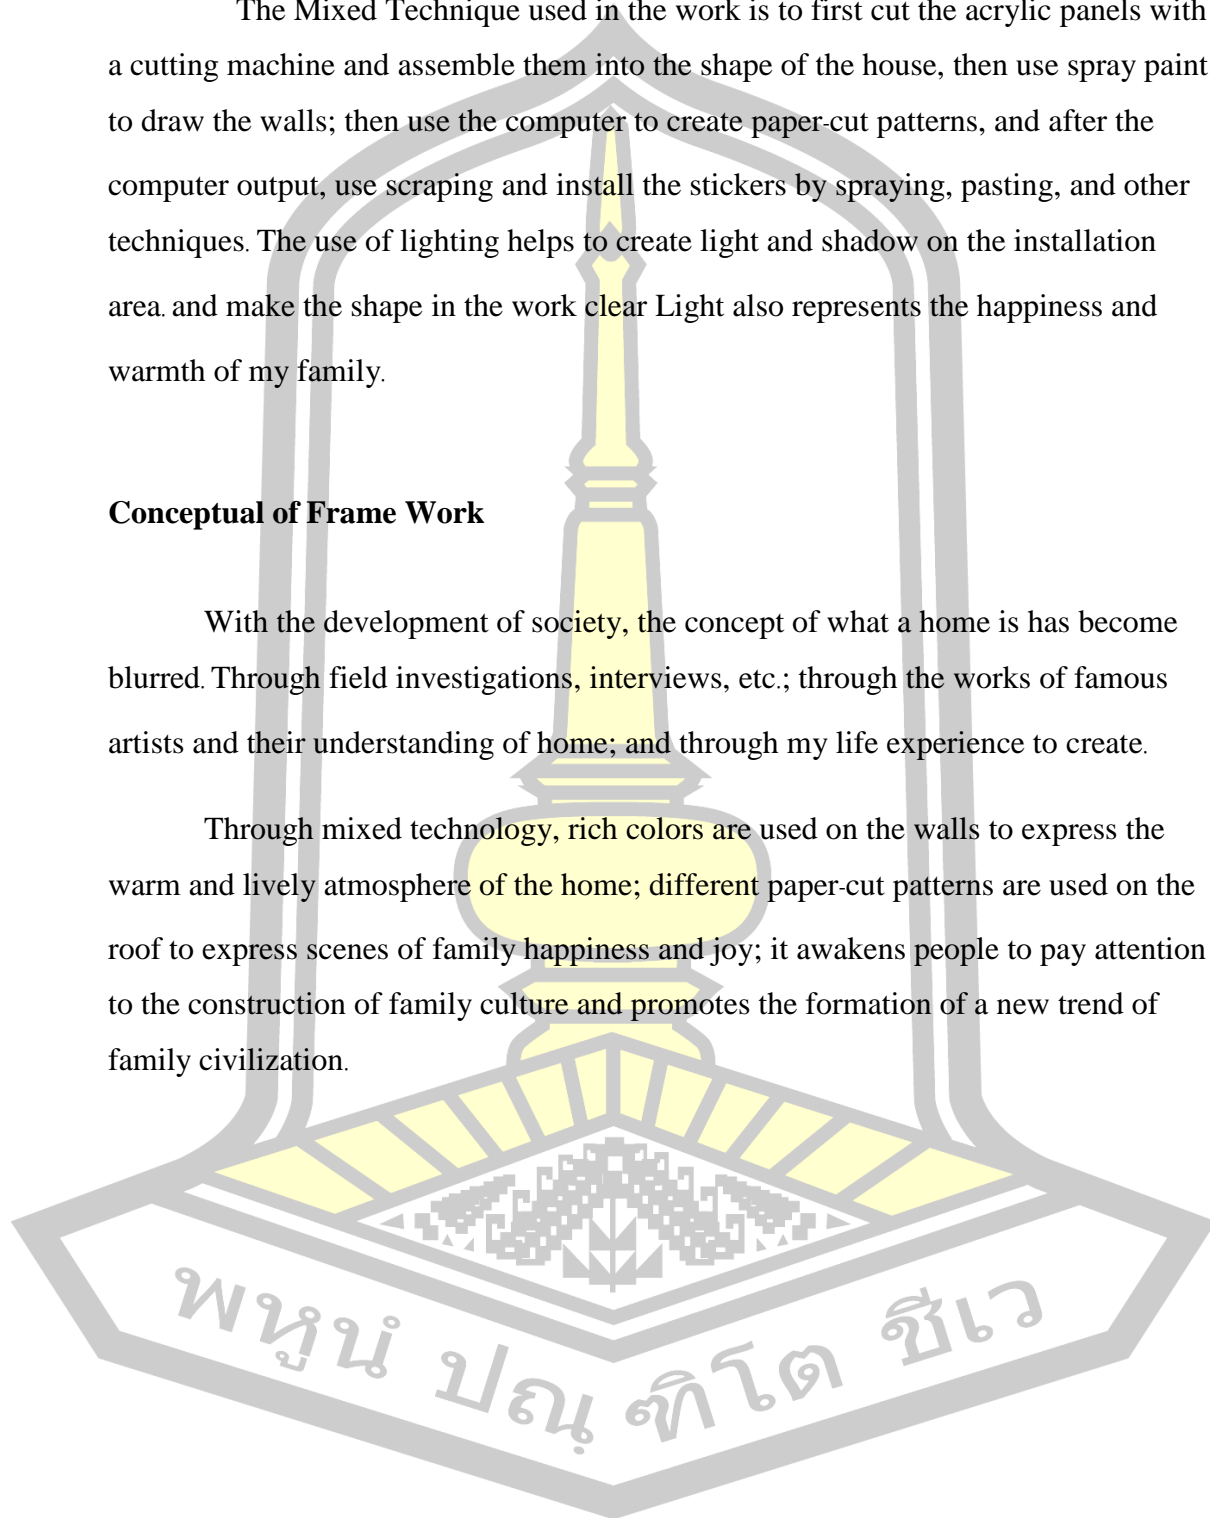 The Mixed Technique used in the work is to first cut the acrylic panels with
a cutting machine and assemble them into the shape of the house, then use spray paint
to draw the walls; then use the computer to create paper-cut patterns, and after the
computer output, use scraping and install the stickers by spraying, pasting, and other
techniques. The use of lighting helps to create light and shadow on the installation
area. and make the shape in the work clear Light also represents the happiness and
warmth of my family.
Conceptual of Frame Work
With the development of society, the concept of what a home is has become
blurred. Through field investigations, interviews, etc.; through the works of famous
artists and their understanding of home; and through my life experience to create.
Through mixed technology, rich colors are used on the walls to express the
warm and lively atmosphere of the home; different paper-cut patterns are used on the
roof to express scenes of family happiness and joy; it awakens people to pay attention
to the construction of family culture and promotes the formation of a new trend of
family civilization.
พหูนํ ปณฺฑิโต ชีเว